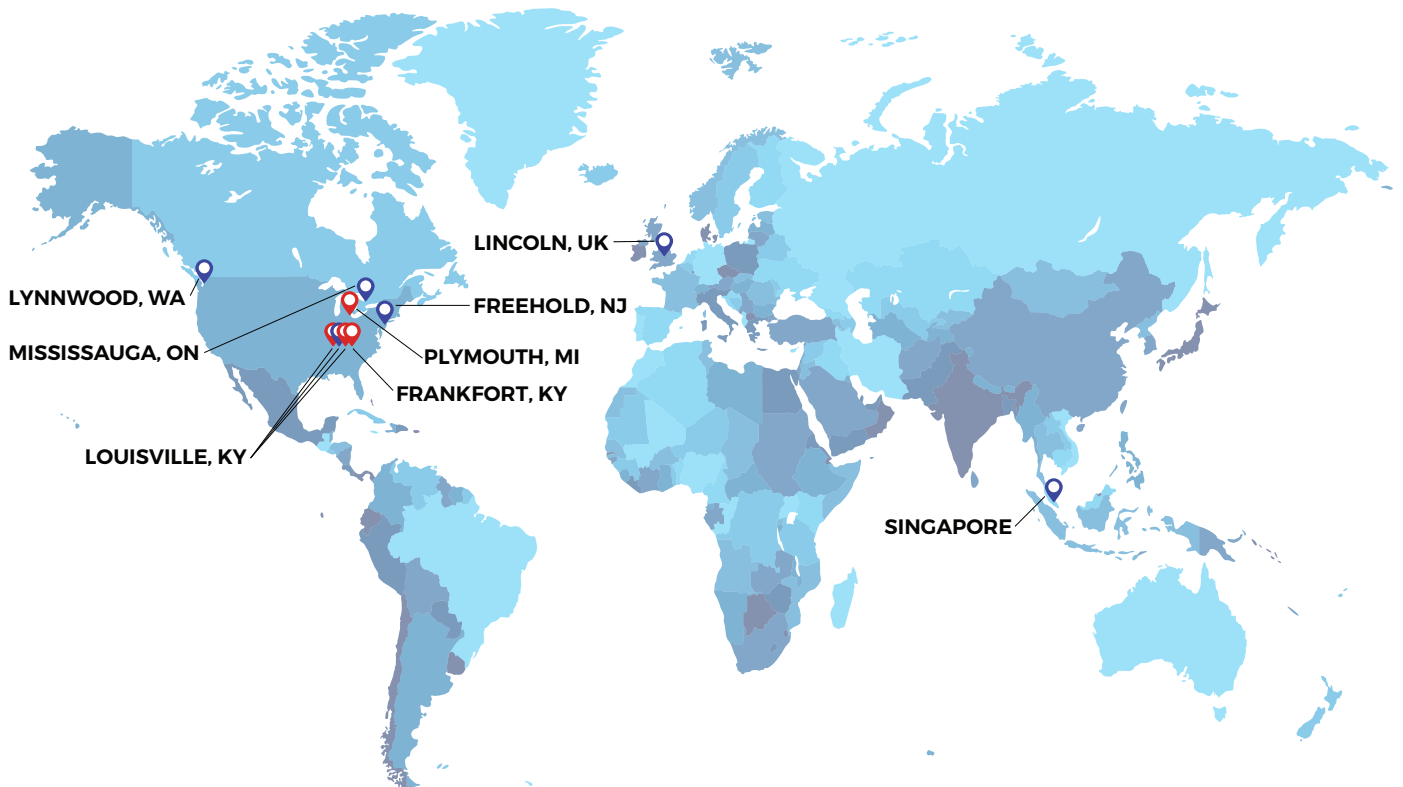 LINCOLN, UK
LYNNWOOD, WA
FREEHOLD, NJ
MISSISSAUGA, ON
PLYMOUTH, MI
FRANKFORT, KY
LOUISVILLE, KY
SINGAPORE